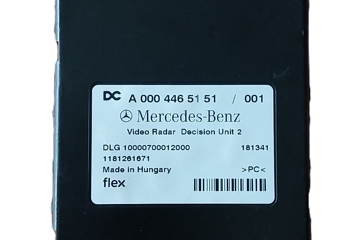 DC A 000 446 51 51 / 001
Mercedes-Benz
Video Radar Decision Unit 2
DLG 10000700012000 181341
1181261671
Made in Hungary >PC<
flex